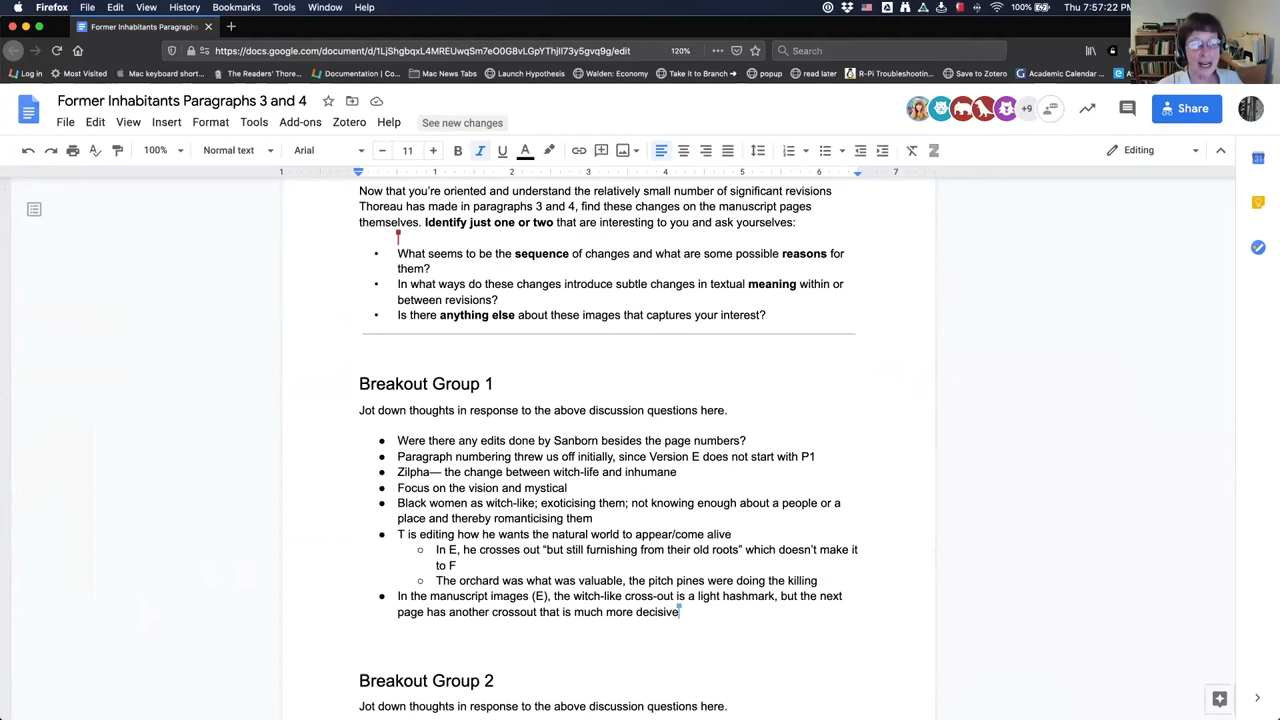 Firefox File Edit View History Bookmarks Tools Window Help 100% Wed Jul 7:57:22 PM
Former Inhabitants Paragraphs 3
https://docs.google.com/document/d/1LjShgbqxL4MREUwqSm7eO0G8vLGpYThjll73y5gvq9g/edit 120% Search
Log in Most Visited Mac keyboard short... The Readers' Thore... Documentation | Co... Mac News Tabs Launch Hypothesis Walden: Economy Take it to Branch popup read later R-Pi Troubleshootin... Save to Zotero Academic Calendar ...
Former Inhabitants Paragraphs 3 and 4
Share
File Edit View Insert Format Tools Add-ons Zotero Help See new changes
+9
100% Normal text Arial 11 B I U A Editing
1 1 2 3 4 5 6 7
Now that you're oriented and understand the relatively small number of significant revisions
Thoreau has made in paragraphs 3 and 4, find these changes on the manuscript pages
themselves. Identify just one or two that are interesting to you and ask yourselves:
• What seems to be the sequence of changes and what are some possible reasons for
them?
• In what ways do these changes introduce subtle changes in textual meaning within or
between revisions?
• Is there anything else about these images that captures your interest?
Breakout Group 1
Jot down thoughts in response to the above discussion questions here.
● Were there any edits done by Sanborn besides the page numbers?
● Paragraph numbering threw us off initially, since Version E does not start with P1
● Zilpha— the change between witch-life and inhumane
● Focus on the vision and mystical
● Black women as witch-like; exoticising them; not knowing enough about a people or a
place and thereby romanticising them
● T is editing how he wants the natural world to appear/come alive
○ In E, he crosses out “but still furnishing from their old roots” which doesn't make it
to F
○ The orchard was what was valuable, the pitch pines were doing the killing
● In the manuscript images (E), the witch-like cross-out is a light hashmark, but the next
page has another crossout that is much more decisive
Breakout Group 2
Jot down thoughts in response to the above discussion questions here.